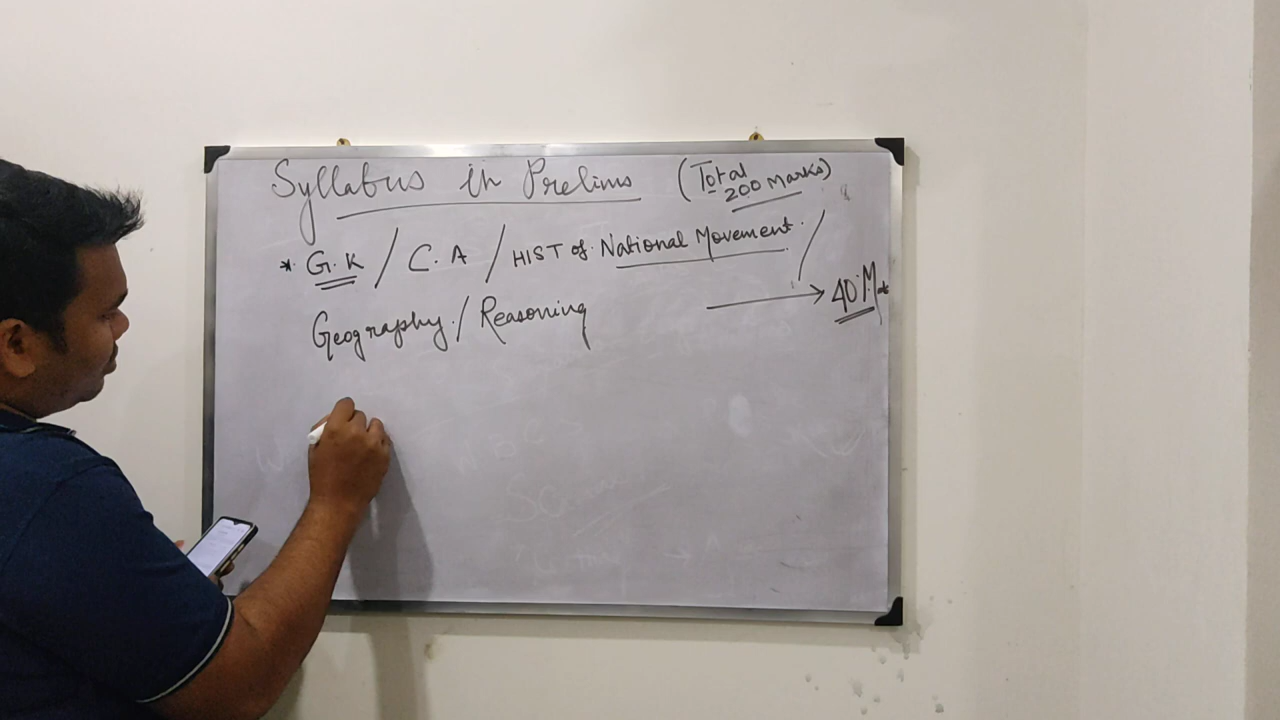 Syllabus in Prelims (Total 200 Marks)
* G.K / C.A / HIST of National Movement. /
Geography. / Reasoning → 40 M